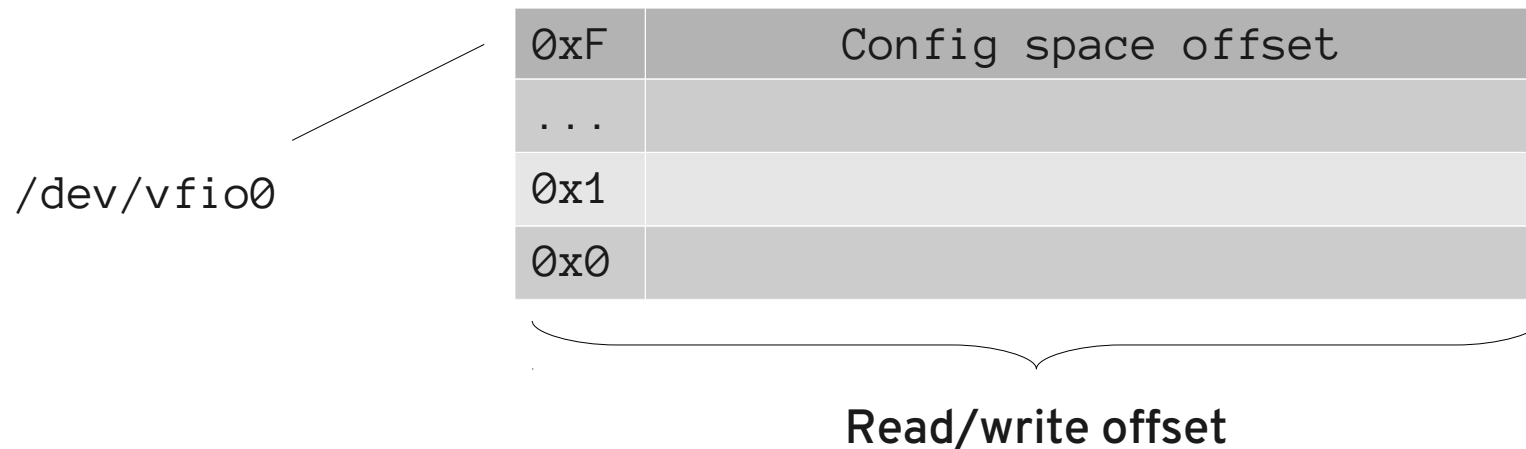 0xF Config space offset
...
/dev/vfio0
0x1
0x0
Read/write offset